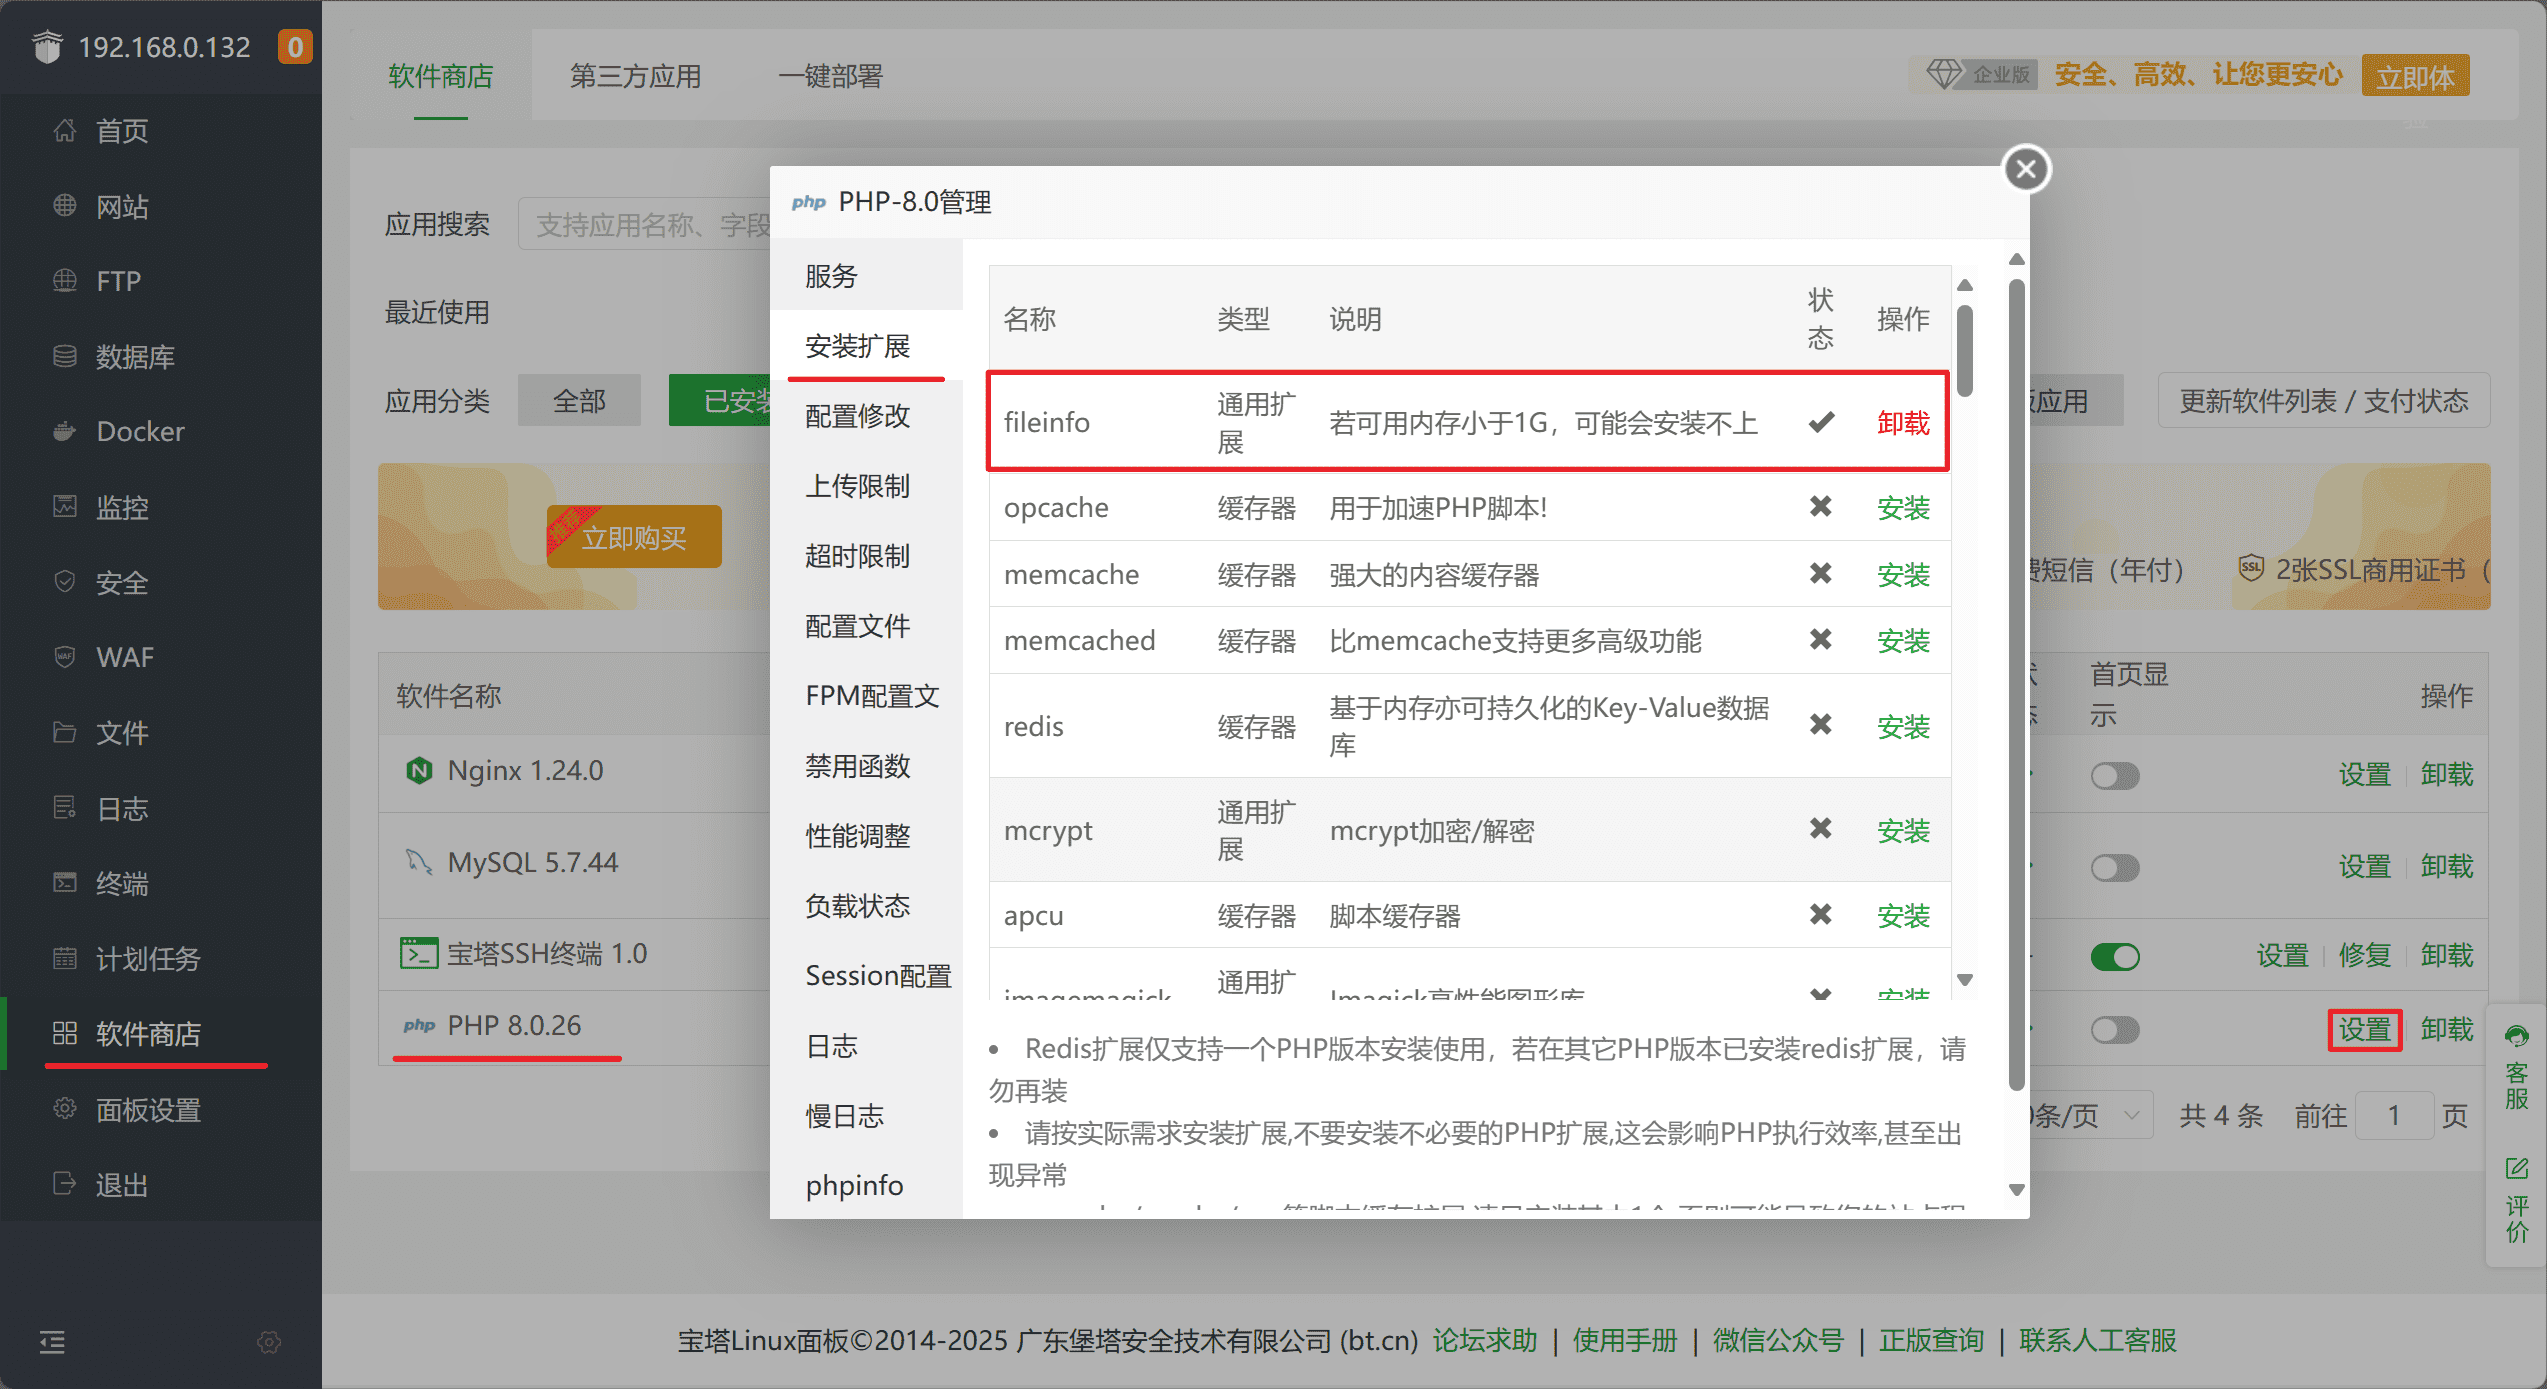 192.168.0.132
0
首页
网站
FTP
数据库
Docker
监控
安全
WAF
文件
日志
终端
计划任务
软件商店
面板设置
退出
软件商店
第三方应用
一键部署
企业版
安全、高效、让您更安心
立即体
应用搜索
支持应用名称、字段
最近使用
应用分类
全部
已安装
应用
更新软件列表 / 支付状态
立即购买
费短信（年付）
SSL
2张SSL商用证书（
软件名称
首页显
示
操作
Nginx 1.24.0
设置
卸载
MySQL 5.7.44
设置
卸载
宝塔SSH终端 1.0
设置
修复
卸载
php
PHP 8.0.26
设置
卸载
条/页
共 4 条
前往
1
页
php
PHP-8.0管理
服务
安装扩展
配置修改
上传限制
超时限制
配置文件
FPM配置文
禁用函数
性能调整
负载状态
Session配置
日志
慢日志
phpinfo
名称
类型
说明
状
态
操作
fileinfo
通用扩
展
若可用内存小于1G，可能会安装不上
卸载
opcache
缓存器
用于加速PHP脚本!
安装
memcache
缓存器
强大的内容缓存器
安装
memcached
缓存器
比memcache支持更多高级功能
安装
redis
缓存器
基于内存亦可持久化的Key-Value数据
库
安装
mcrypt
通用扩
展
mcrypt加密/解密
安装
apcu
缓存器
脚本缓存器
安装
imagemagick
通用扩
Imagick高性能图形库
安装
• Redis扩展仅支持一个PHP版本安装使用，若在其它PHP版本已安装redis扩展，请
勿再装
• 请按实际需求安装扩展,不要安装不必要的PHP扩展,这会影响PHP执行效率,甚至出
现异常
客服
评价
宝塔Linux面板©2014-2025 广东堡塔安全技术有限公司 (bt.cn) 论坛求助 | 使用手册 | 微信公众号 | 正版查询 | 联系人工客服